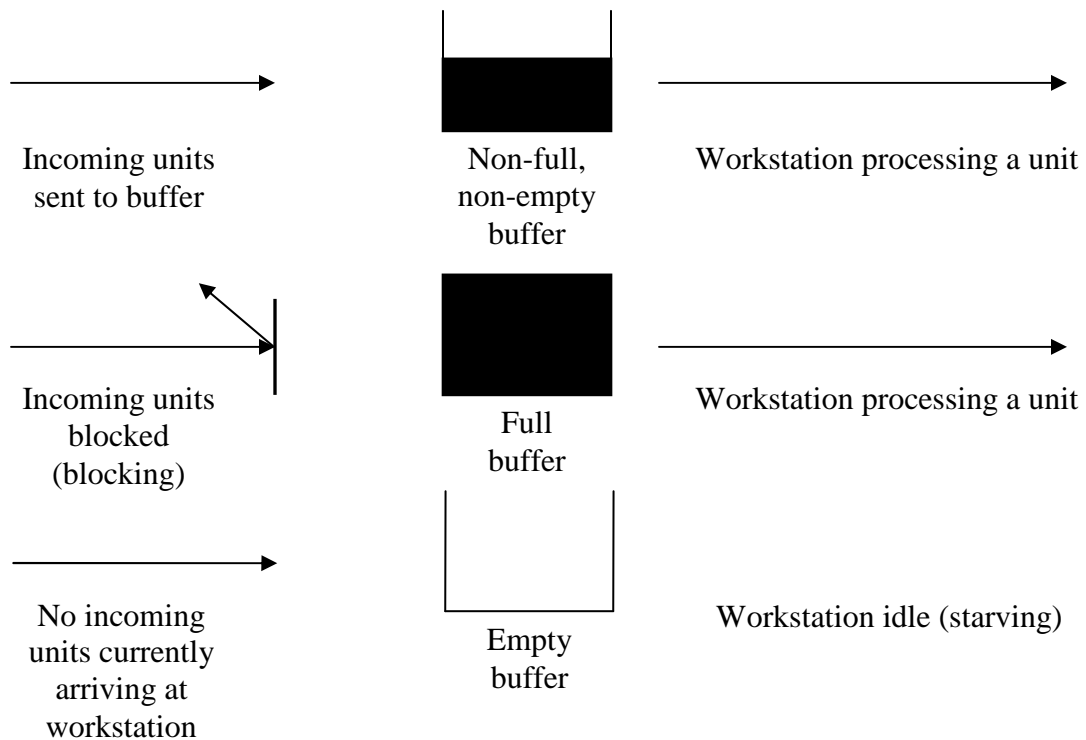 Incoming units
sent to buffer
Non-full,
non-empty
buffer
Workstation processing a unit
Incoming units
blocked
(blocking)
Full
buffer
Workstation processing a unit
No incoming
units currently
arriving at
workstation
Empty
buffer
Workstation idle (starving)